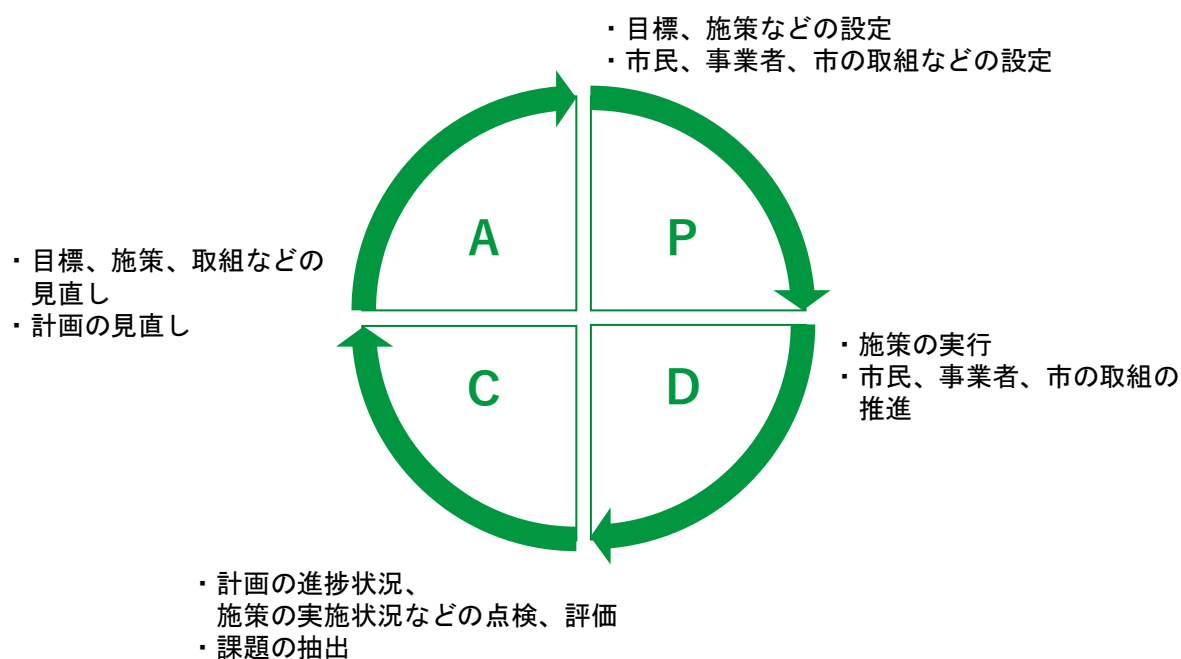 ・目標、施策などの設定
・市民、事業者、市の取組などの設定
A
P
・目標、施策、取組などの
見直し
・計画の見直し
・施策の実行
・市民、事業者、市の取組の
推進
C
D
・計画の進捗状況、
施策の実施状況などの点検、評価
・課題の抽出